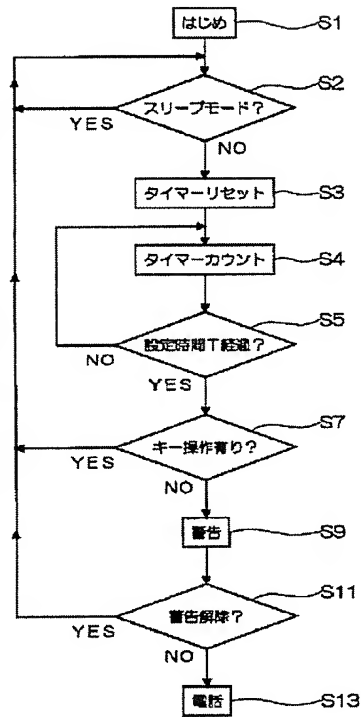 はじめ S1
スリープモード? S2
YES
NO
タイマーリセット S3
タイマーカウント S4
設定時間T経過? S5
NO
YES
キー操作有り? S7
YES
NO
警告 S9
警告解除? S11
YES
NO
電話 S13